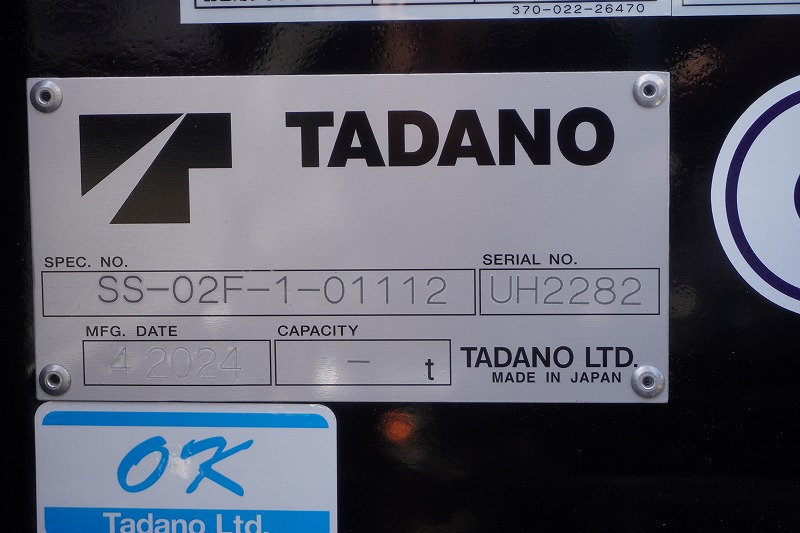 370-022-26470
TADANO
SPEC. NO.
SS-02F-1-01112
SERIAL NO.
UH2282
MFG. DATE
4 2024
CAPACITY
- t
TADANO LTD.
MADE IN JAPAN
OK
Tadano Ltd.